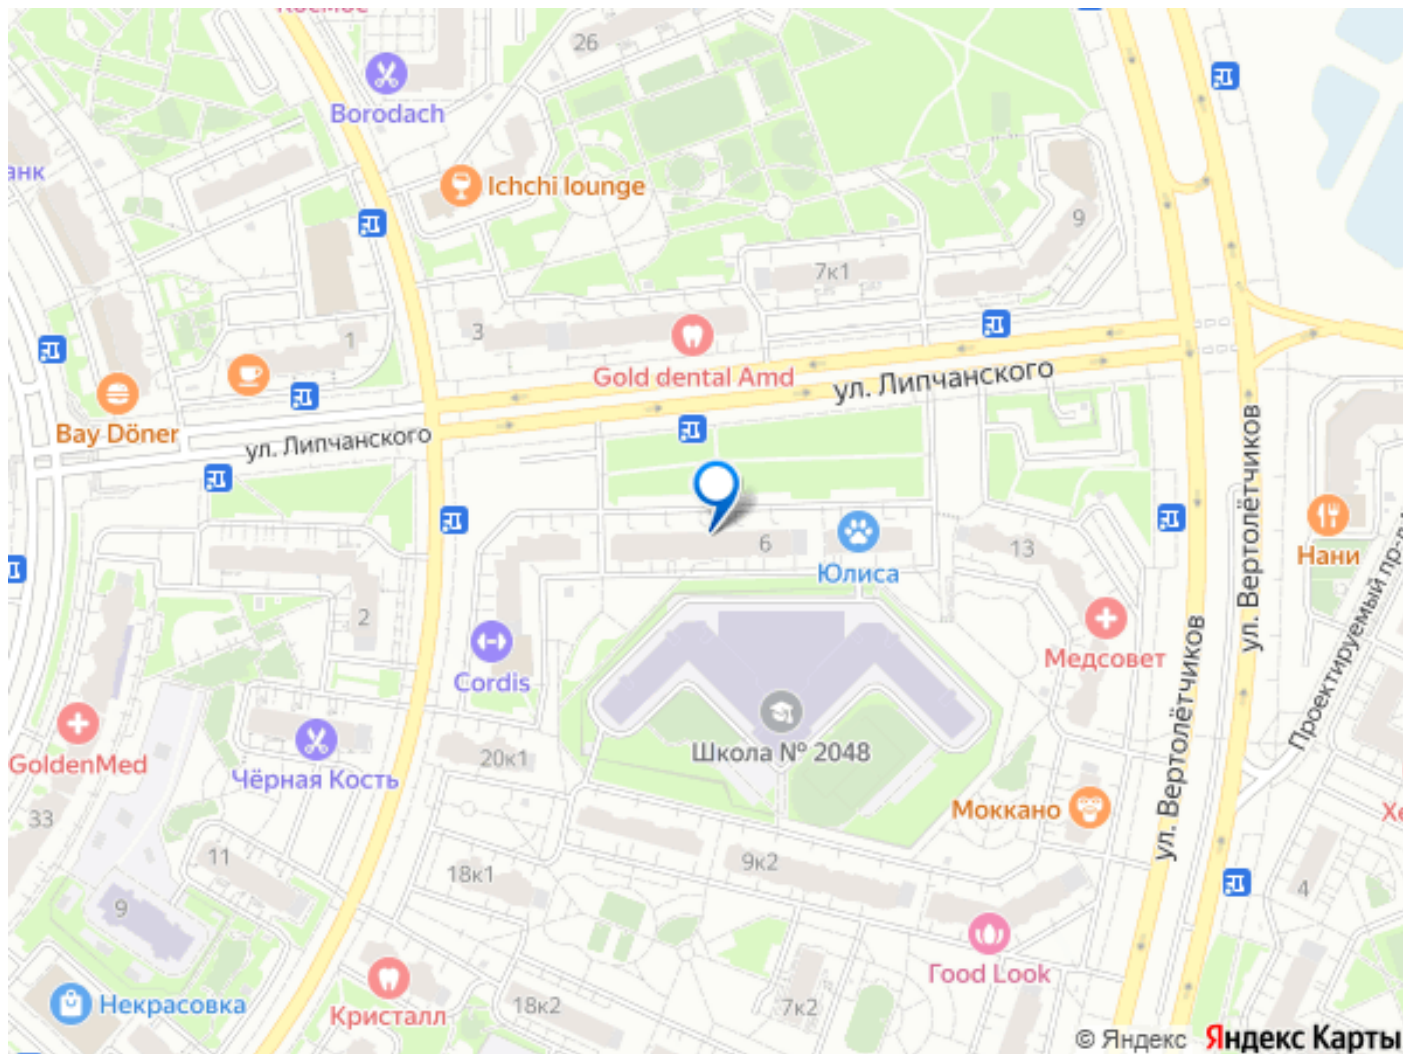 Космос
26
Borodach
анк
Ichchi lounge
9
7к1
3
1
Gold dental Amd
ул. Липчанского
Bay Döner
ул. Липчанского
ул. Вертолётчиков
6
Юлиса
13
Нани
2
Cordis
Медсовет
ул. Вертолётчиков
GoldenMed
Чёрная Кость
20к1
Школа № 2048
Проектируемый пр-д
Моккано
33
11
18к1
9к2
4
9
Food Look
Некрасовка
Кристалл
18к2
7к2
© Яндекс Яндекс Карты